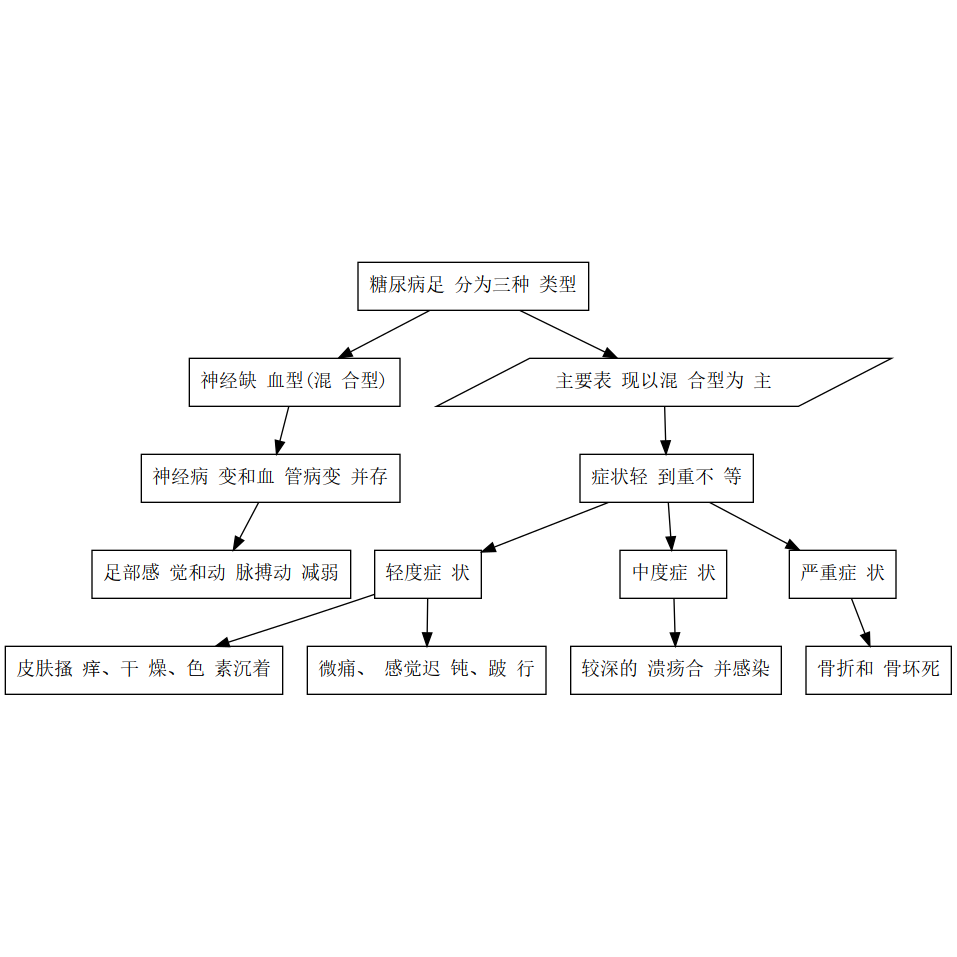 糖尿病足 分为三种 类型
神经缺 血型(混 合型)
主要表 现以混 合型为 主
神经病 变和血 管病变 并存
症状轻 到重不 等
足部感 觉和动 脉搏动 减弱
轻度症 状
中度症 状
严重症 状
皮肤搔 痒、干 燥、色 素沉着
微痛、 感觉迟 钝、跛 行
较深的 溃疡合 并感染
骨折和 骨坏死